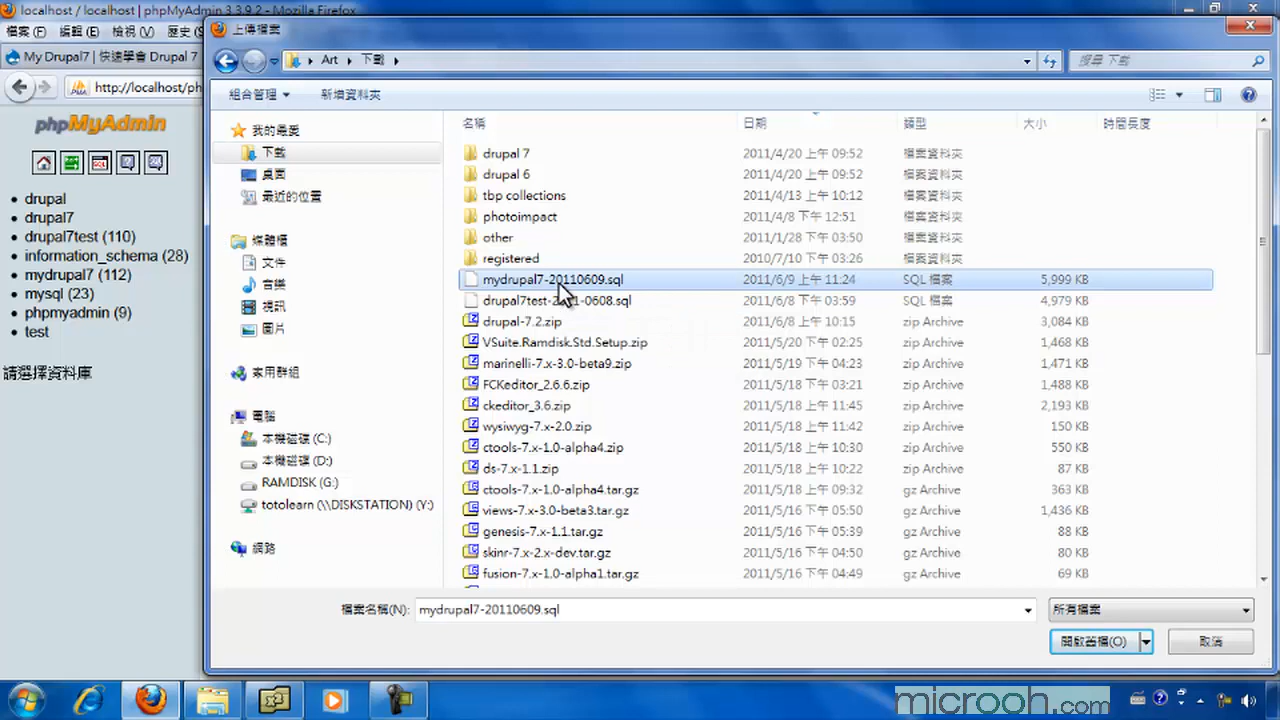 localhost / localhost | phpMyAdmin 3.3.9.2 - Mozilla Firefox
檔案 (F) 編輯 (E) 檢視 (V) 歷史 (S)
My Drupal7 | 快速學會 Drupal 7
http://localhost/ph
phpMyAdmin
SQL
drupal
drupal7
drupal7test (110)
information_schema (28)
mydrupal7 (112)
mysql (23)
phpmyadmin (9)
test
請選擇資料庫
上傳檔案
Art 下載
搜尋 下載
組合管理 新增資料夾
我的最愛
下載
桌面
最近的位置
媒體櫃
文件
音樂
視訊
圖片
家用群組
電腦
本機磁碟 (C:)
本機磁碟 (D:)
RAMDISK (G:)
totolearn (\\DISKSTATION) (Y:)
網路
名稱 日期 類型 大小 時間長度
drupal 7 2011/4/20 上午 09:52 檔案資料夾
drupal 6 2011/4/20 上午 09:52 檔案資料夾
tbp collections 2011/4/13 上午 10:12 檔案資料夾
photoimpact 2011/4/8 下午 12:51 檔案資料夾
other 2011/1/28 下午 03:50 檔案資料夾
registered 2010/7/10 下午 03:26 檔案資料夾
mydrupal7-20110609.sql 2011/6/9 上午 11:24 SQL 檔案 5,999 KB
drupal7test-2011-0608.sql 2011/6/8 下午 03:59 SQL 檔案 4,979 KB
drupal-7.2.zip 2011/6/8 上午 10:15 zip Archive 3,084 KB
VSuite.Ramdisk.Std.Setup.zip 2011/5/20 下午 02:25 zip Archive 1,468 KB
marinelli-7.x-3.0-beta9.zip 2011/5/19 下午 04:23 zip Archive 1,471 KB
FCKeditor_2.6.6.zip 2011/5/18 下午 03:21 zip Archive 1,488 KB
ckeditor_3.6.zip 2011/5/18 上午 11:45 zip Archive 2,193 KB
wysiwyg-7.x-2.0.zip 2011/5/18 上午 11:42 zip Archive 150 KB
ctools-7.x-1.0-alpha4.zip 2011/5/18 上午 10:30 zip Archive 550 KB
ds-7.x-1.1.zip 2011/5/18 上午 10:22 zip Archive 87 KB
ctools-7.x-1.0-alpha4.tar.gz 2011/5/18 上午 09:32 gz Archive 363 KB
views-7.x-3.0-beta3.tar.gz 2011/5/16 下午 05:50 gz Archive 1,436 KB
genesis-7.x-1.1.tar.gz 2011/5/16 下午 05:39 gz Archive 88 KB
skinr-7.x-2.x-dev.tar.gz 2011/5/16 下午 04:50 gz Archive 80 KB
fusion-7.x-1.0-alpha1.tar.gz 2011/5/16 下午 04:49 gz Archive 69 KB
檔案名稱(N): mydrupal7-20110609.sql 所有檔案
開啟舊檔(O) 取消
microoh.com